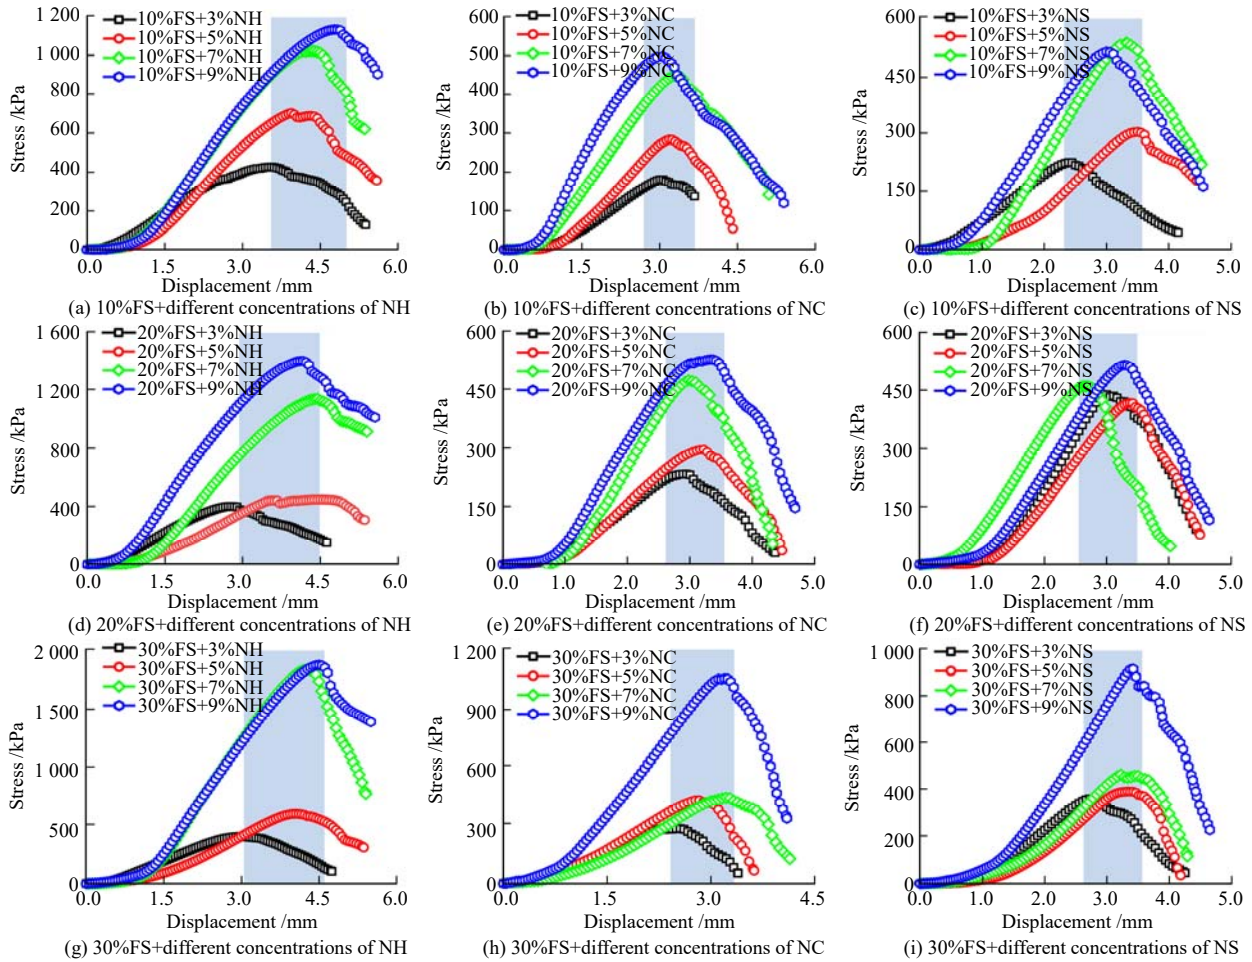 1 200
1 000
800
600
400
200
0
Stress /kPa
10%FS+3%NH
10%FS+5%NH
10%FS+7%NH
10%FS+9%NH
0.0 1.5 3.0 4.5 6.0
Displacement /mm
(a) 10%FS+different concentrations of NH
600
500
400
300
200
100
0
Stress /kPa
10%FS+3%NC
10%FS+5%NC
10%FS+7%NC
10%FS+9%NC
0.0 1.5 3.0 4.5 6.0
Displacement /mm
(b) 10%FS+different concentrations of NC
600
450
300
150
0
Stress /kPa
10%FS+3%NS
10%FS+5%NS
10%FS+7%NS
10%FS+9%NS
0.0 1.0 2.0 3.0 4.0 5.0
Displacement /mm
(c) 10%FS+different concentrations of NS
1 600
1 200
800
400
0
Stress /kPa
20%FS+3%NH
20%FS+5%NH
20%FS+7%NH
20%FS+9%NH
0.0 1.5 3.0 4.5 6.0
Displacement /mm
(d) 20%FS+different concentrations of NH
600
450
300
150
0
Stress /kPa
20%FS+3%NC
20%FS+5%NC
20%FS+7%NC
20%FS+9%NC
0.0 1.0 2.0 3.0 4.0 5.0
Displacement /mm
(e) 20%FS+different concentrations of NC
600
450
300
150
0
Stress /kPa
20%FS+3%NS
20%FS+5%NS
20%FS+7%NS
20%FS+9%NS
0.0 1.0 2.0 3.0 4.0 5.0
Displacement /mm
(f) 20%FS+different concentrations of NS
2 000
1 500
1 000
500
0
Stress /kPa
30%FS+3%NH
30%FS+5%NH
30%FS+7%NH
30%FS+9%NH
0.0 1.5 3.0 4.5 6.0
Displacement /mm
(g) 30%FS+different concentrations of NH
1 200
900
600
300
0
Stress /kPa
30%FS+3%NC
30%FS+5%NC
30%FS+7%NC
30%FS+9%NC
0.0 1.5 3.0 4.5
Displacement /mm
(h) 30%FS+different concentrations of NC
1 000
800
600
400
200
0
Stress /kPa
30%FS+3%NS
30%FS+5%NS
30%FS+7%NS
30%FS+9%NS
0.0 1.0 2.0 3.0 4.0 5.0
Displacement /mm
(i) 30%FS+different concentrations of NS